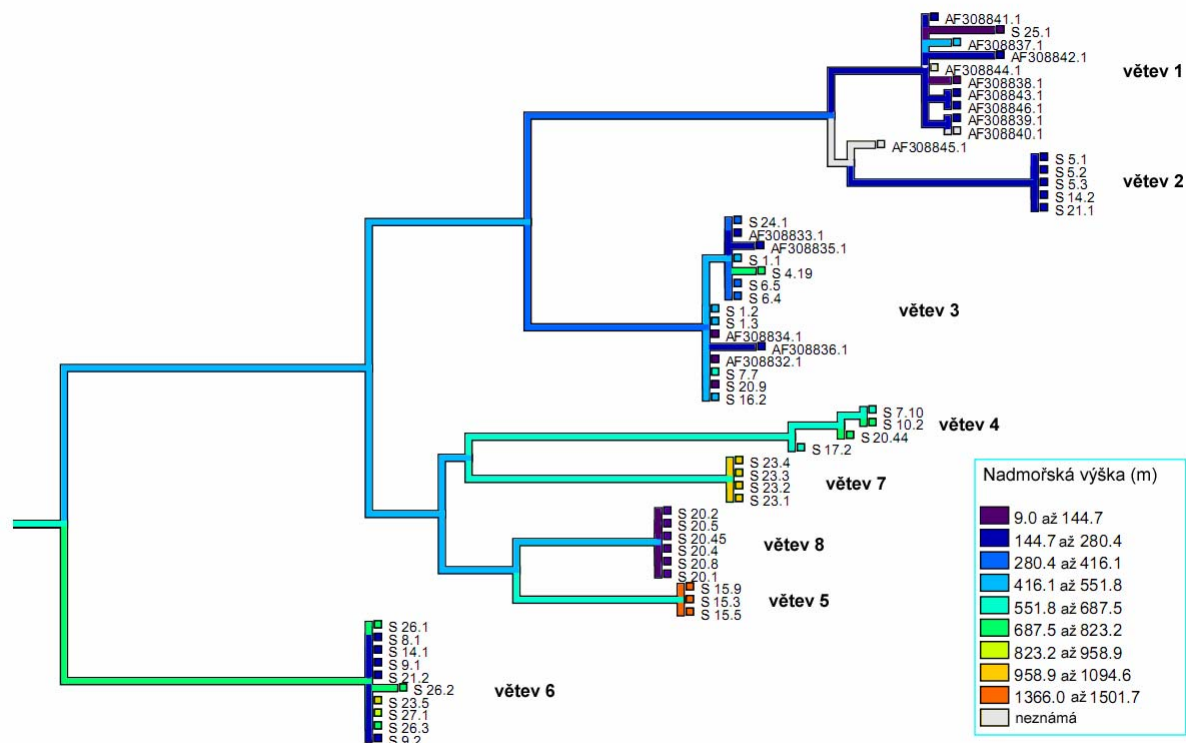 AF308841.1
S 25.1
AF308837.1
AF308842.1
AF308844.1
AF308838.1
AF308843.1
AF308846.1
AF308839.1
AF308840.1
větev 1
AF308845.1
S 5.1
S 5.2
S 5.3
S 14.2
S 21.1
větev 2
S 24.1
AF308833.1
AF308835.1
S 1.1
S 4.19
S 6.5
S 6.4
S 1.2
S 1.3
AF308834.1
AF308836.1
AF308832.1
S 7.7
S 20.9
S 16.2
větev 3
S 7.10
S 10.2
S 20.44
S 17.2
větev 4
S 23.4
S 23.3
S 23.2
S 23.1
větev 7
S 20.2
S 20.5
S 20.45
S 20.4
S 20.8
S 20.1
větev 8
S 15.9
S 15.3
S 15.5
větev 5
S 26.1
S 8.1
S 14.1
S 9.1
S 21.2
S 26.2
S 23.5
S 27.1
S 26.3
S 9.2
větev 6
Nadmořská výška (m)
9.0 až 144.7
144.7 až 280.4
280.4 až 416.1
416.1 až 551.8
551.8 až 687.5
687.5 až 823.2
823.2 až 958.9
958.9 až 1094.6
1366.0 až 1501.7
neznámá